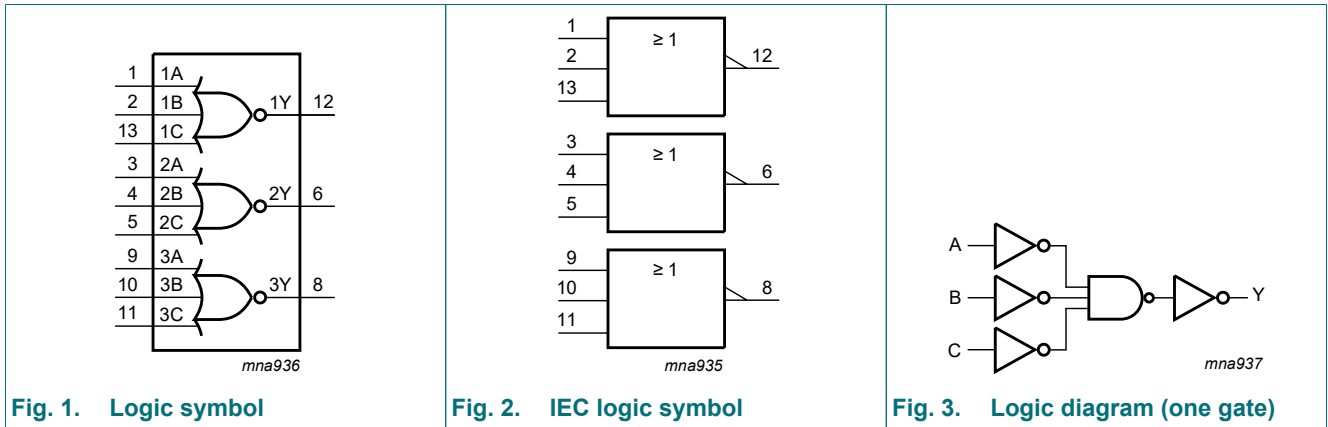 1 1A
2 1B 1Y 12
13 1C
3 2A
4 2B 2Y 6
5 2C
9 3A
10 3B 3Y 8
11 3C
mna936
Fig. 1. Logic symbol
1 ≥ 1
2 12
13
3 ≥ 1
4 6
5
9 ≥ 1
10 8
11
mna935
Fig. 2. IEC logic symbol
A
B Y
C
mna937
Fig. 3. Logic diagram (one gate)